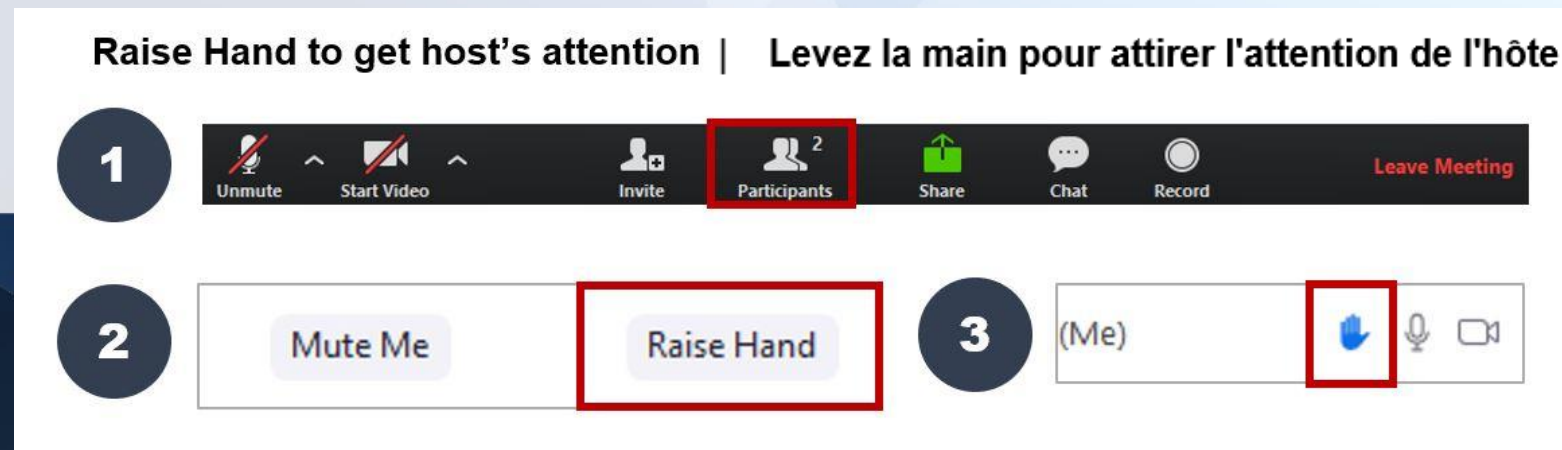 Raise Hand to get host's attention | Levez la main pour attirer l'attention de l'hôte
1
2
Unmute Start Video Invite Participants Share Chat Record Leave Meeting
2
Mute Me Raise Hand
3
(Me)